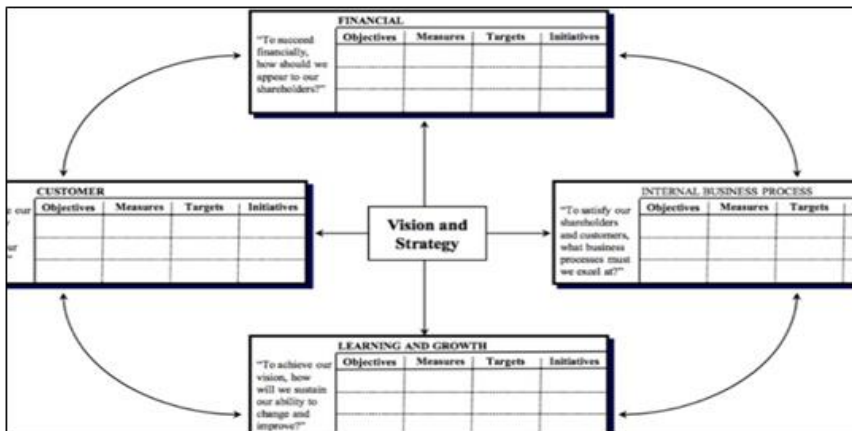 FINANCIAL
Objectives Measures Targets Initiatives
"To succeed
financially,
how should we
appear to our
shareholders?"
CUSTOMER
Objectives Measures Targets Initiatives
e our
our
"
Vision and
Strategy
INTERNAL BUSINESS PROCESS
Objectives Measures Targets
"To satisfy our
shareholders
and customers,
what business
processes must
we excel at?"
LEARNING AND GROWTH
Objectives Measures Targets Initiatives
"To achieve our
vision, how
will we sustain
our ability to
change and
improve?"